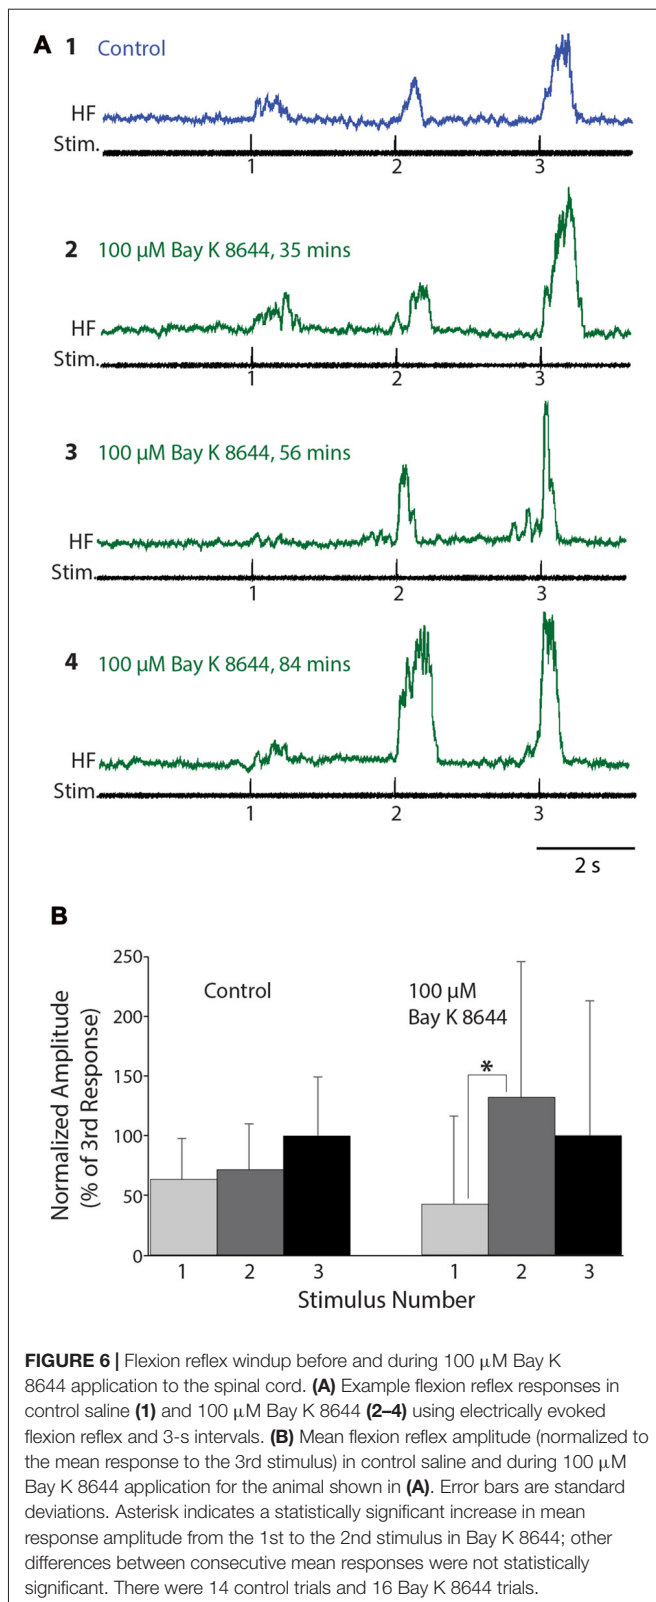 A 1 Control
HF
Stim.
1 2 3
2 100 µM Bay K 8644, 35 mins
HF
Stim.
1 2 3
3 100 µM Bay K 8644, 56 mins
HF
Stim.
1 2 3
4 100 µM Bay K 8644, 84 mins
HF
Stim.
1 2 3
2 s
B
Normalized Amplitude
(% of 3rd Response)
250
200
150
100
50
0
Control
100 µM
Bay K 8644
*
1 2 3 1 2 3
Stimulus Number
FIGURE 6 | Flexion reflex windup before and during 100 µM Bay K
8644 application to the spinal cord. (A) Example flexion reflex responses in
control saline (1) and 100 µM Bay K 8644 (2–4) using electrically evoked
flexion reflex and 3-s intervals. (B) Mean flexion reflex amplitude (normalized to
the mean response to the 3rd stimulus) in control saline and during 100 µM
Bay K 8644 application for the animal shown in (A). Error bars are standard
deviations. Asterisk indicates a statistically significant increase in mean
response amplitude from the 1st to the 2nd stimulus in Bay K 8644; other
differences between consecutive mean responses were not statistically
significant. There were 14 control trials and 16 Bay K 8644 trials.